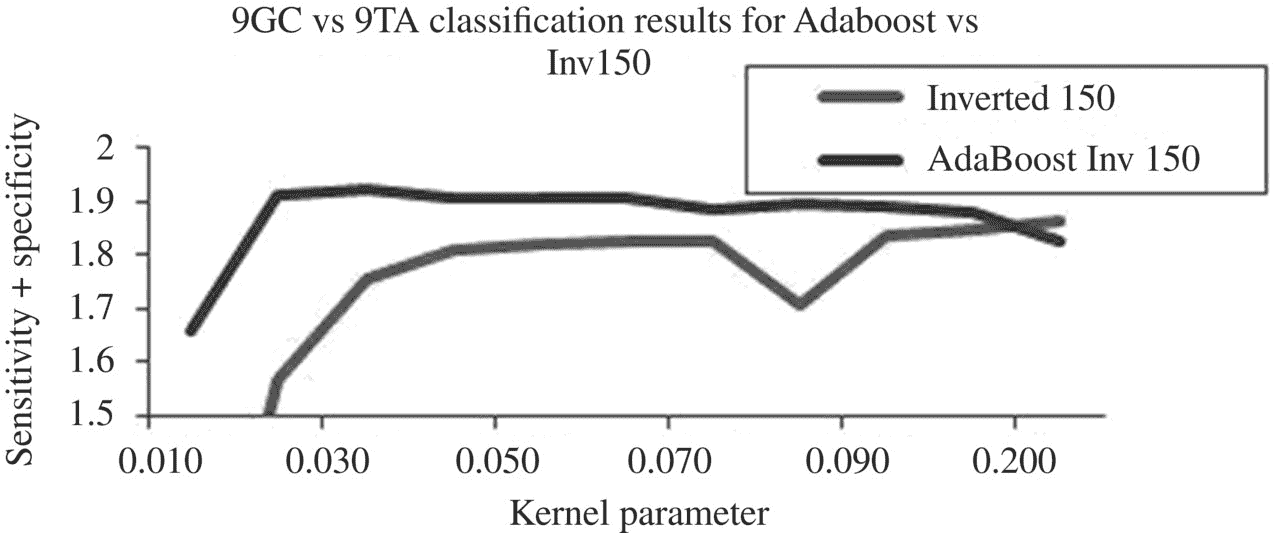 9GC vs 9TA classification results for Adaboost vs
Inv150
Inverted 150
AdaBoost Inv 150
Sensitivity + specificity
2
1.9
1.8
1.7
1.6
1.5
0.010 0.030 0.050 0.070 0.090 0.200
Kernel parameter